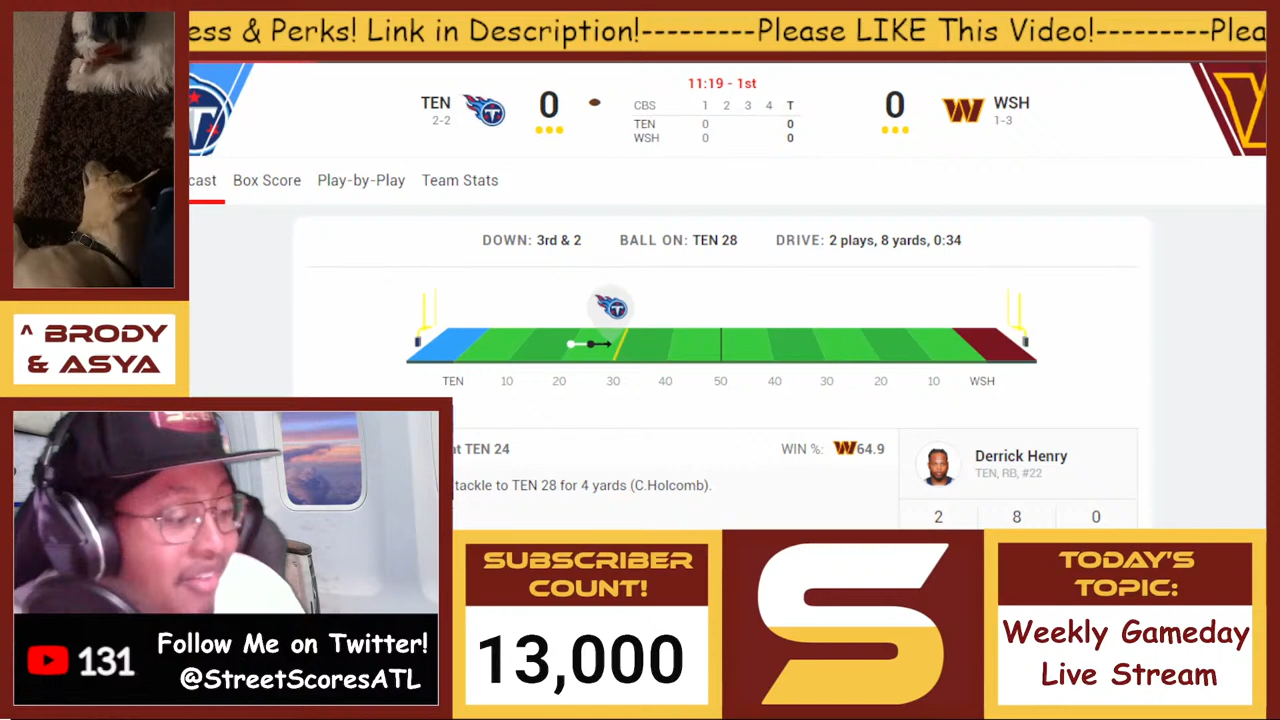 ess & Perks! Link in Description!---------Please LIKE This Video!---------Plea
11:19 - 1st
TEN 0 CBS 1 2 3 4 T 0 WSH
2-2 TEN 0 0 1-3
WSH 0 0
cast Box Score Play-by-Play Team Stats
DOWN: 3rd & 2 BALL ON: TEN 28 DRIVE: 2 plays, 8 yards, 0:34
TEN 10 20 30 40 50 40 30 20 10 WSH
at TEN 24 WIN %: W 64.9
tackle to TEN 28 for 4 yards (C.Holcomb).
Derrick Henry
TEN, RB, #22
2 8 0
^ BRODY
& ASYA
131
Follow Me on Twitter!
@StreetScoresATL
SUBSCRIBER
COUNT!
13,000
S
TODAY'S
TOPIC:
Weekly Gameday
Live Stream